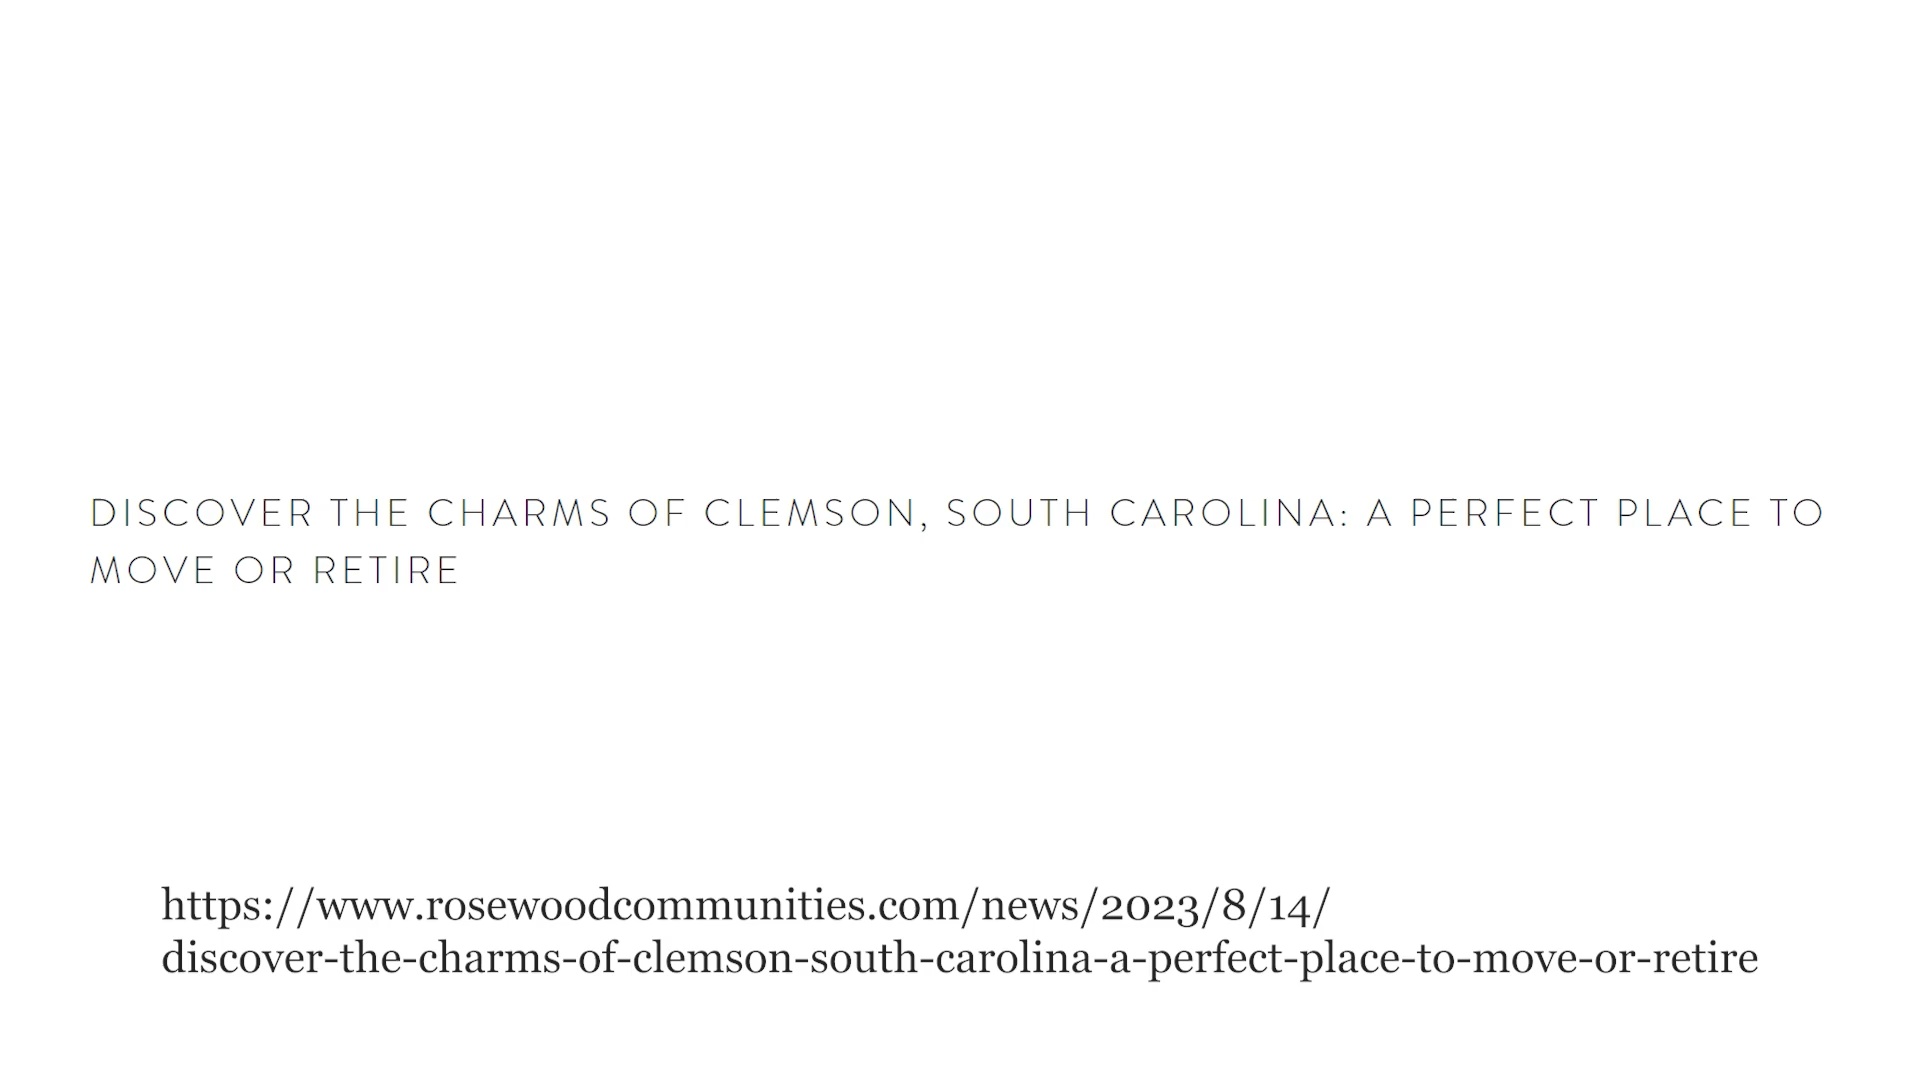 DISCOVER THE CHARMS OF CLEMSON, SOUTH CAROLINA: A PERFECT PLACE TO
MOVE OR RETIRE
https://www.rosewoodcommunities.com/news/2023/8/14/
discover-the-charms-of-clemson-south-carolina-a-perfect-place-to-move-or-retire